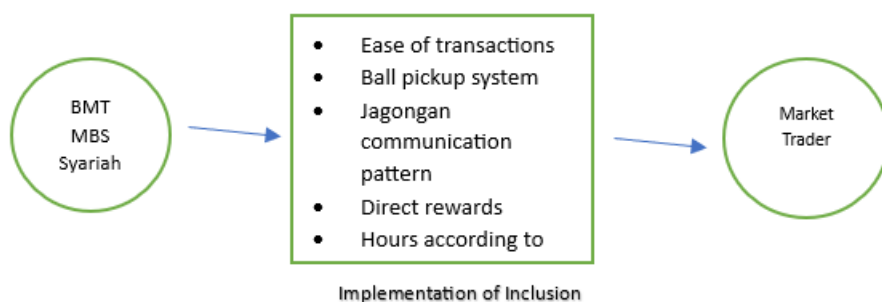 BMT
MBS
Syariah
• Ease of transactions
• Ball pickup system
• Jagongan
communication
pattern
• Direct rewards
• Hours according to
Market
Trader
Implementation of Inclusion